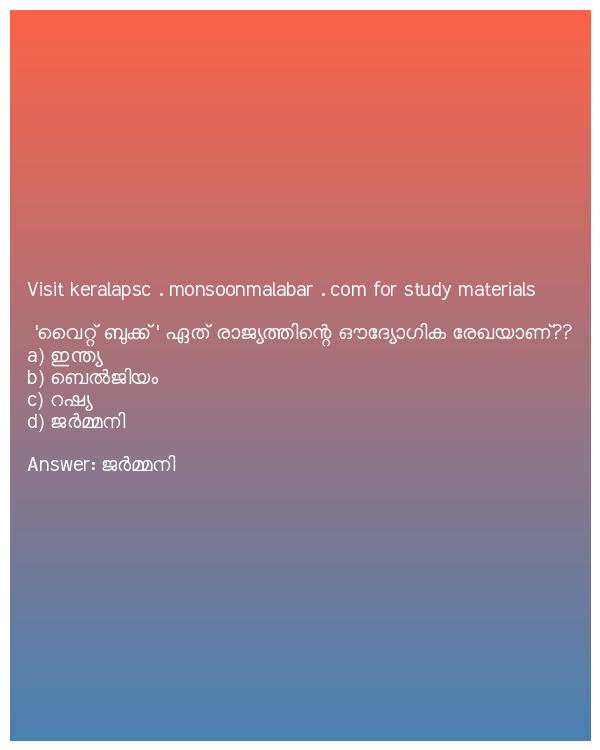 Visit keralapsc . monsoonmalabar . com for study materials
'വൈറ്റ് ബുക്ക് ' ഏത് രാജ്യത്തിന്റെ ഔദ്യോഗിക രേഖയാണ്??
a) ഇന്ത്യ
b) ബെൽജിയം
c) റഷ്യ
d) ജർമ്മനി
Answer: ജർമ്മനി